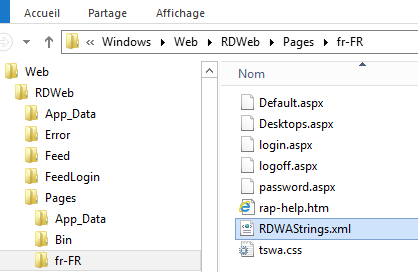 Accueil Partage Affichage
« Windows Web RDWeb Pages fr-FR
Web
RDWeb
App_Data
Error
Feed
FeedLogin
Pages
App_Data
Bin
fr-FR
Nom
Default.aspx
Desktops.aspx
login.aspx
logoff.aspx
password.aspx
rap-help.htm
RDWAStrings.xml
tswa.css